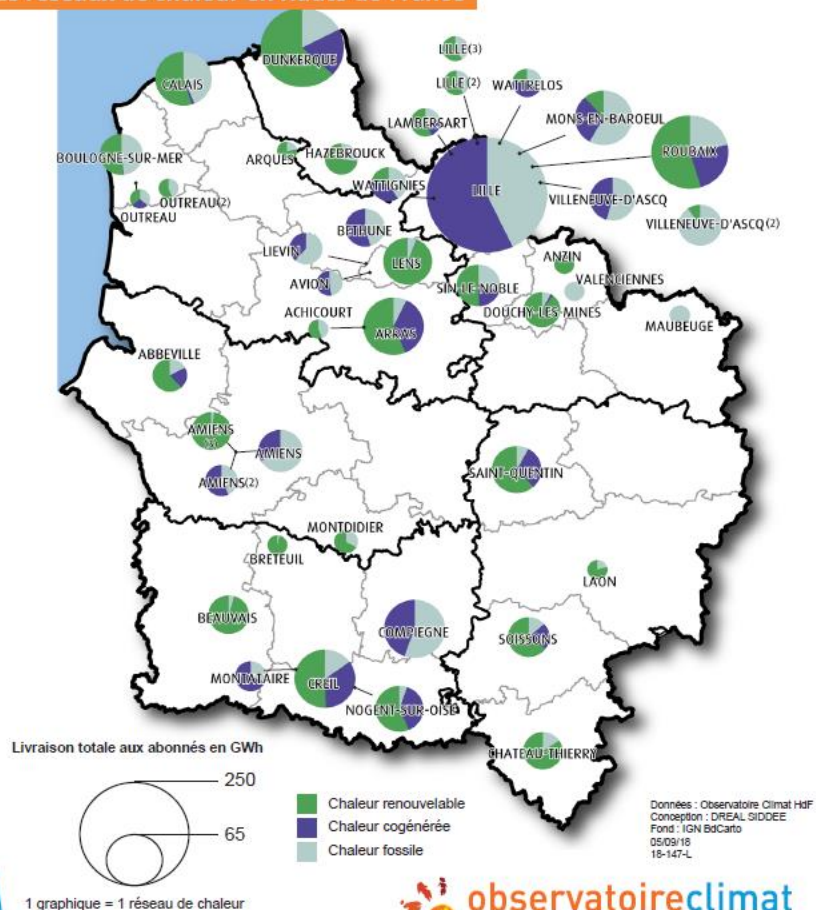 DUNKERQUE
LILLE(3)
CALAIS
LILLE (2)
WATTRELOS
LAMBERSART
MONS-EN-BAROEUL
ROUBAIX
BOULOGNE-SUR-MER
ARQUES
HAZEBROUCK
WATTIGNIES
LILLE
VILLENEUVE-D'ASCQ
OUTREAU(2)
OUTREAU
VILLENEUVE-D'ASCQ(2)
BETHUNE
LIEVIN
LENS
ANZIN
AVION
SIN-LE-NOBLE
VALENCIENNES
ACHICOURT
DOUCHY-LES-MINES
ARRAS
MAUBEUGE
ABBEVILLE
AMIENS
AMIENS
AMIENS(2)
SAINT-QUENTIN
MONTDIDIER
BRETEUIL
LAON
BEAUVAIS
COMPIEGNE
SOISSONS
MONTATAIRE
CREIL
NOGENT-SUR-OISE
CHATEAU-THIERRY
Livraison totale aux abonnés en GWh
250
65
1 graphique = 1 réseau de chaleur
Chaleur renouvelable
Chaleur cogénérée
Chaleur fossile
Données : Observatoire Climat HdF
Conception : DREAL SIDDEE
Fond : IGN BdCarto
05/09/18
18-147-L
observatoireclimat